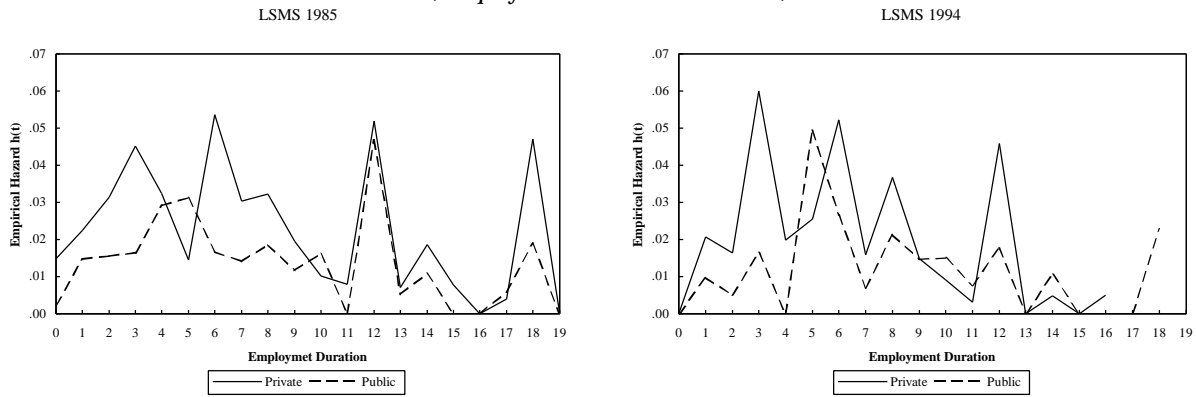 LSMS 1985
LSMS 1994
.07
.06
.05
.04
.03
.02
.01
.00
Empirical Hazard h(t)
0 1 2 3 4 5 6 7 8 9 10 11 12 13 14 15 16 17 18 19
Employmet Duration
Private Public
.07
.06
.05
.04
.03
.02
.01
.00
Empirical Hazard h(t)
0 1 2 3 4 5 6 7 8 9 10 11 12 13 14 15 16 17 18 19
Employment Duration
Private Public